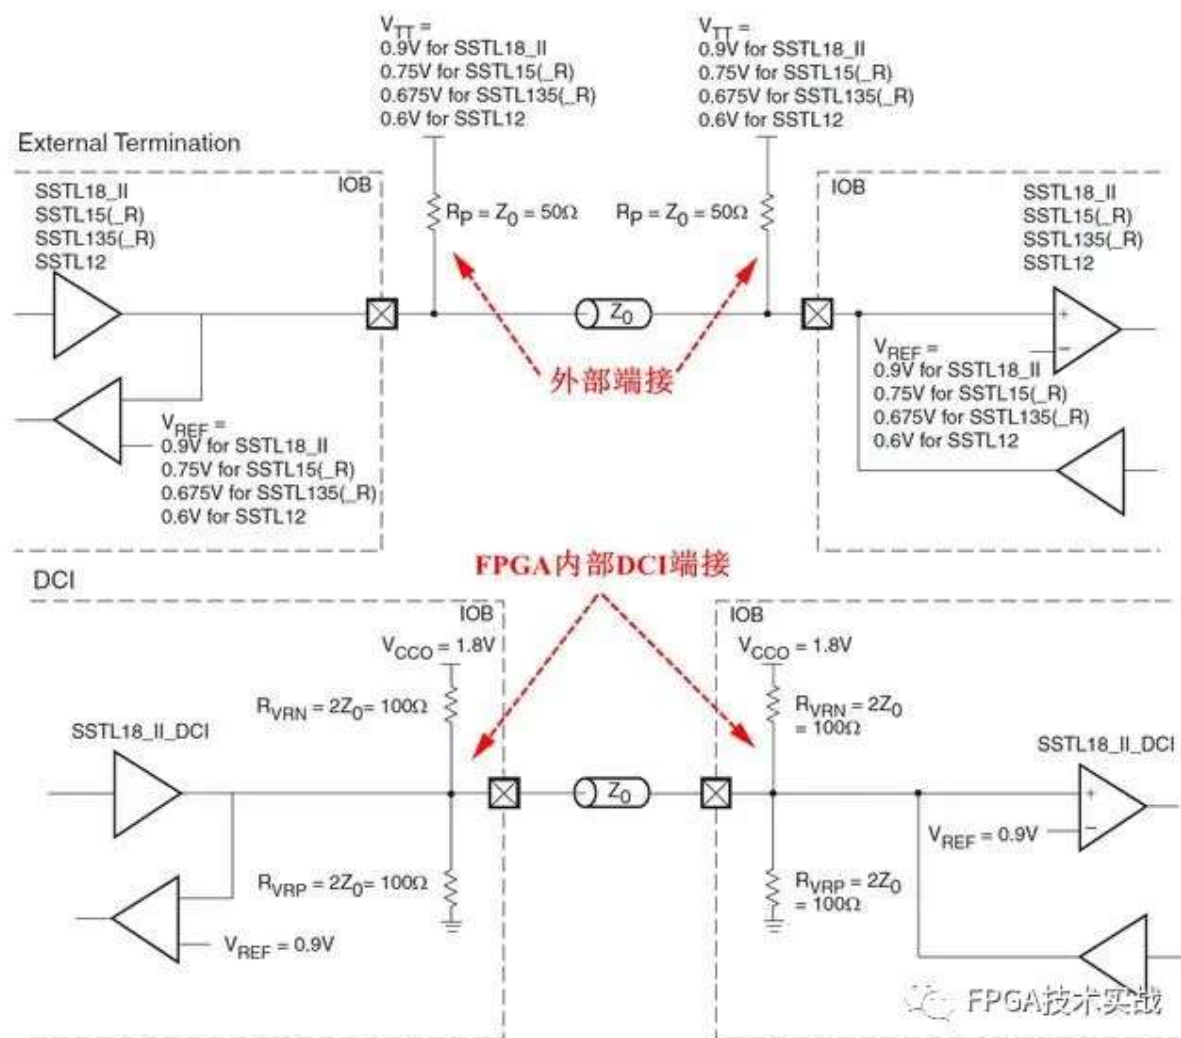 V_TT =
0.9V for SSTL18_II
0.75V for SSTL15(_R)
0.675V for SSTL135(_R)
0.6V for SSTL12
V_TT =
0.9V for SSTL18_II
0.75V for SSTL15(_R)
0.675V for SSTL135(_R)
0.6V for SSTL12
External Termination
IOB
SSTL18_II
SSTL15(_R)
SSTL135(_R)
SSTL12
R_P = Z_0 = 50Ω
R_P = Z_0 = 50Ω
IOB
SSTL18_II
SSTL15(_R)
SSTL135(_R)
SSTL12
Z_0
+
−
外部端接
V_REF =
0.9V for SSTL18_II
0.75V for SSTL15(_R)
0.675V for SSTL135(_R)
0.6V for SSTL12
V_REF =
0.9V for SSTL18_II
0.75V for SSTL15(_R)
0.675V for SSTL135(_R)
0.6V for SSTL12
FPGA内部DCI端接
DCI
IOB
V_CCO = 1.8V
R_VRN = 2Z_0= 100Ω
SSTL18_II_DCI
R_VRP = 2Z_0= 100Ω
V_REF = 0.9V
Z_0
IOB
V_CCO = 1.8V
R_VRN = 2Z_0
= 100Ω
SSTL18_II_DCI
+
−
V_REF = 0.9V
R_VRP = 2Z_0
= 100Ω
FPGA技术实战